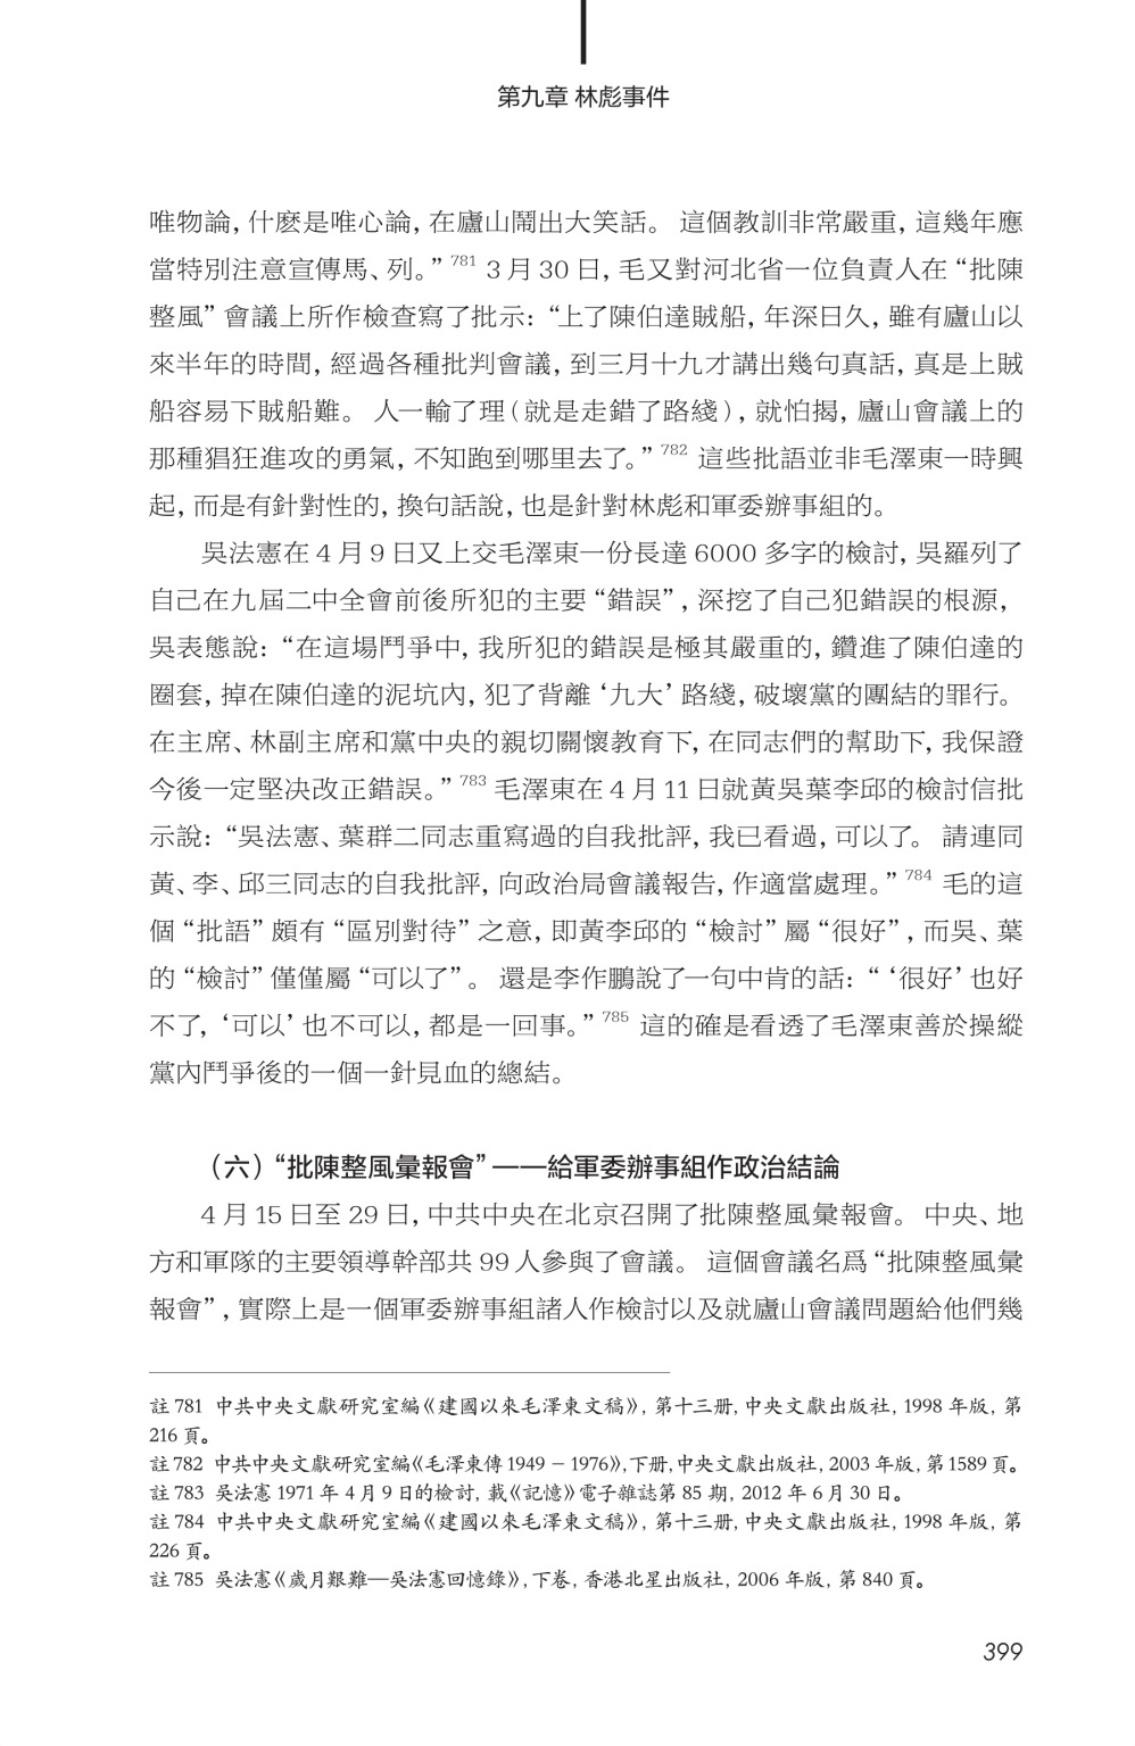 第九章 林彪事件
唯物論, 什麽是唯心論, 在廬山鬧出大笑話。 這個教訓非常嚴重, 這幾年應
當特別注意宣傳馬、列。” 781 3 月 30 日, 毛又對河北省一位負責人在 “批陳
整風” 會議上所作檢查寫了批示: “上了陳伯達賊船, 年深日久, 雖有廬山以
來半年的時間, 經過各種批判會議, 到三月十九才講出幾句真話, 真是上賊
船容易下賊船難。 人一輸了理(就是走錯了路綫), 就怕揭, 廬山會議上的
那種猖狂進攻的勇氣, 不知跑到哪里去了。” 782 這些批語並非毛澤東一時興
起, 而是有針對性的, 換句話說, 也是針對林彪和軍委辦事組的。
吳法憲在 4 月 9 日又上交毛澤東一份長達 6000 多字的檢討, 吳羅列了
自己在九屆二中全會前後所犯的主要 “錯誤”, 深挖了自己犯錯誤的根源,
吳表態說: “在這場鬥爭中, 我所犯的錯誤是極其嚴重的, 鑽進了陳伯達的
圈套, 掉在陳伯達的泥坑內, 犯了背離 ‘九大’ 路綫, 破壞黨的團結的罪行。
在主席、林副主席和黨中央的親切關懷教育下, 在同志們的幫助下, 我保證
今後一定堅決改正錯誤。” 783 毛澤東在 4 月 11 日就黃吳葉李邱的檢討信批
示說: “吳法憲、葉群二同志重寫過的自我批評, 我已看過, 可以了。 請連同
黃、李、邱三同志的自我批評, 向政治局會議報告, 作適當處理。” 784 毛的這
個 “批語” 頗有 “區別對待” 之意, 即黃李邱的 “檢討” 屬 “很好”, 而吳、葉
的 “檢討” 僅僅屬 “可以了”。 還是李作鵬說了一句中肯的話: “ ‘很好’ 也好
不了, ‘可以’ 也不可以, 都是一回事。” 785 這的確是看透了毛澤東善於操縱
黨內鬥爭後的一個一針見血的總結。
(六) “批陳整風彙報會” ——給軍委辦事組作政治結論
4 月 15 日至 29 日, 中共中央在北京召開了批陳整風彙報會。 中央、地
方和軍隊的主要領導幹部共 99 人參與了會議。 這個會議名爲 “批陳整風彙
報會”, 實際上是一個軍委辦事組諸人作檢討以及就廬山會議問題給他們幾
註 781 中共中央文獻研究室編《建國以來毛澤東文稿》, 第十三册, 中央文獻出版社, 1998 年版, 第
216 頁。
註 782 中共中央文獻研究室編《毛澤東傳 1949 – 1976》, 下册, 中央文獻出版社, 2003 年版, 第 1589 頁。
註 783 吳法憲 1971 年 4 月 9 日的檢討, 載《記憶》電子雜誌第 85 期, 2012 年 6 月 30 日。
註 784 中共中央文獻研究室編《建國以來毛澤東文稿》, 第十三册, 中央文獻出版社, 1998 年版, 第
226 頁。
註 785 吳法憲《歲月艱難—吳法憲回憶錄》, 下卷, 香港北星出版社, 2006 年版, 第 840 頁。
399